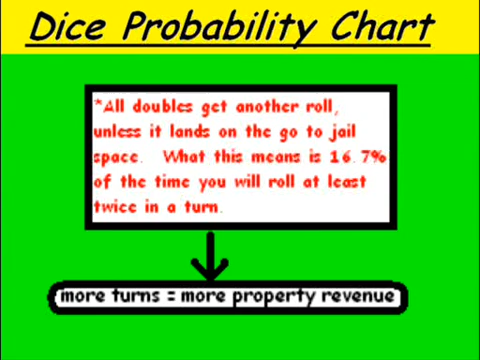 Dice Probability Chart
*All doubles get another roll,
unless it lands on the go to jail
space. What this means is 16.7%
of the time you will roll at least
twice in a turn.
more turns = more property revenue